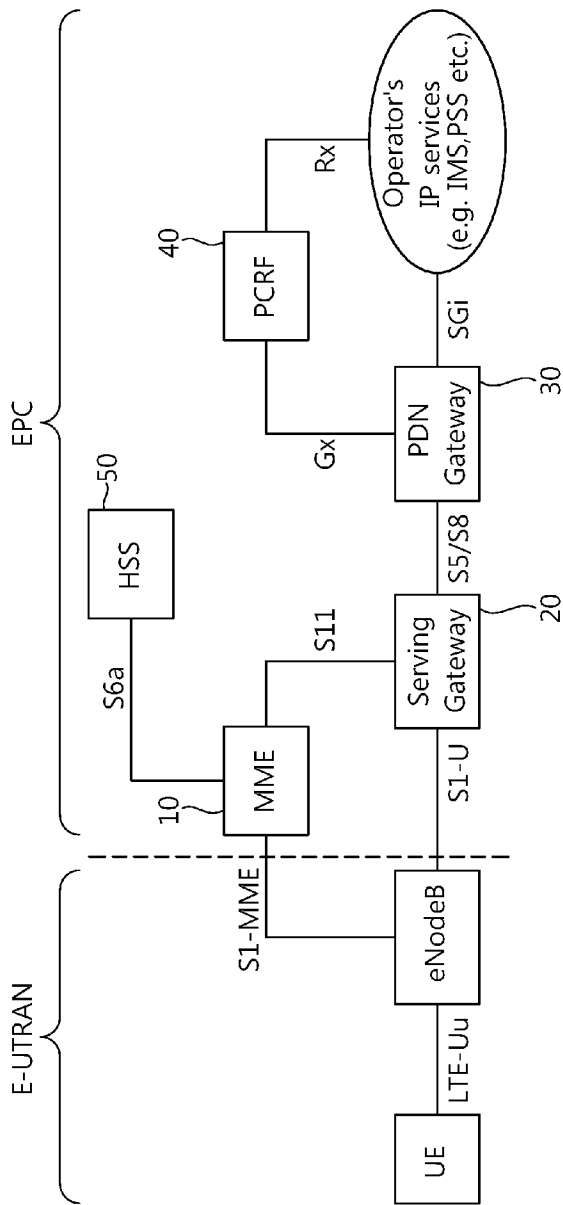 E-UTRAN
EPC
50
HSS
S6a
40
PCRF
10
MME
S1-MME
S11
Gx
Rx
UE
LTE-Uu
eNodeB
S1-U
Serving
Gateway
20
S5/S8
PDN
Gateway
30
SGi
Operator's
IP services
(e.g. IMS,PSS etc.)